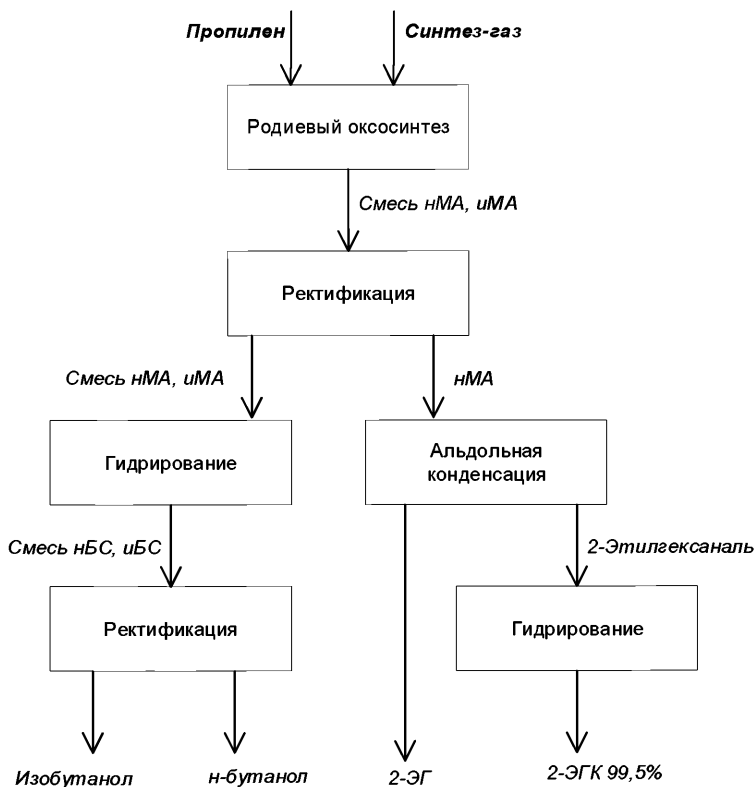 Пропилен
Синтез-газ
Родиевый оксосинтез
Смесь нМА, иМА
Ректификация
Смесь нМА, иМА
нМА
Гидрирование
Альдольная
конденсация
Смесь нБС, иБС
2-Этилгексаналь
Ректификация
Гидрирование
Изобутанол
н-бутанол
2-ЭГ
2-ЭГК 99,5%